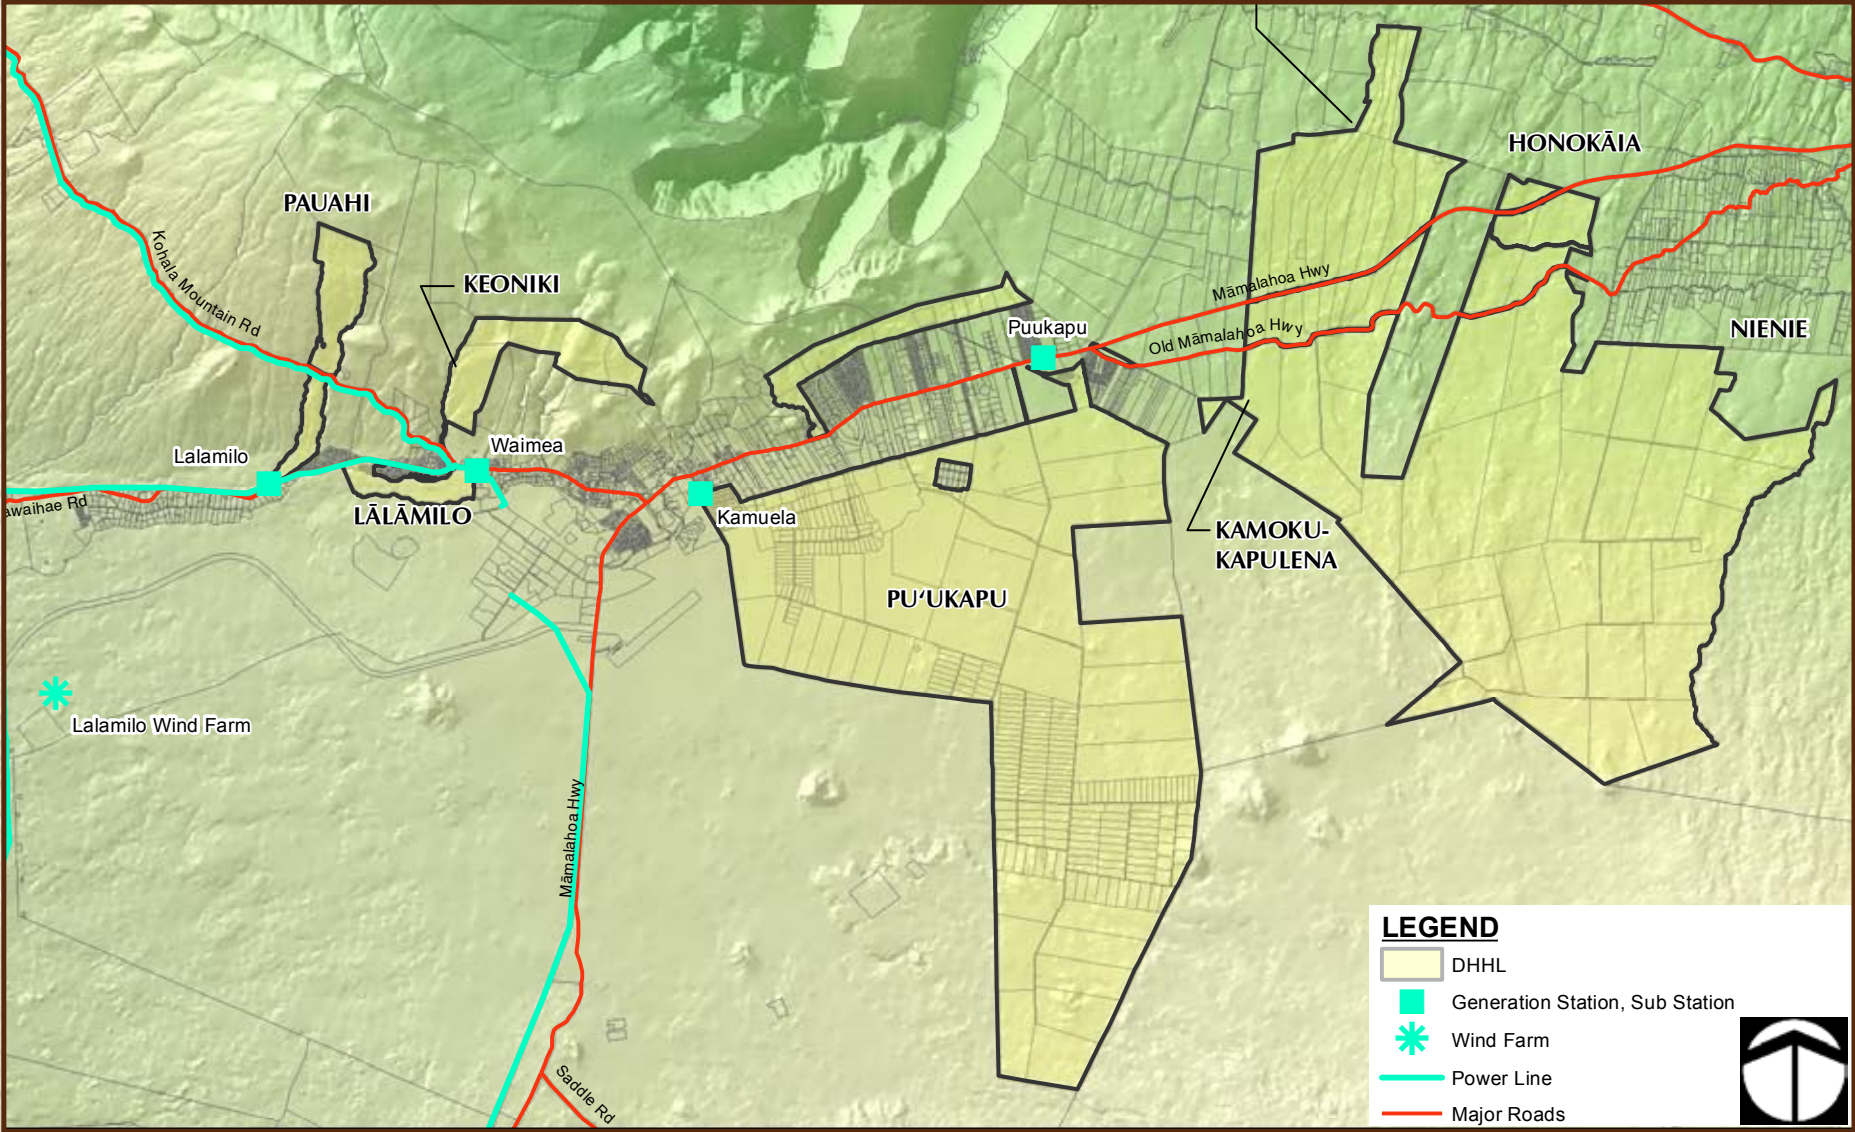 HONOKĀIA
PAUAHI
Kohala Mountain Rd
KEONIKI
Māmalahoa Hwy
Puukapu
Old Māmalahoa Hwy
NIENIE
Waimea
Lalamilo
awaihae Rd
LĀLĀMILO
Kamuela
KAMOKU-
KAPULENA
PU‘UKAPU
Lalamilo Wind Farm
Māmalahoa Hwy
Saddle Rd
LEGEND
DHHL
Generation Station, Sub Station
Wind Farm
Power Line
Major Roads